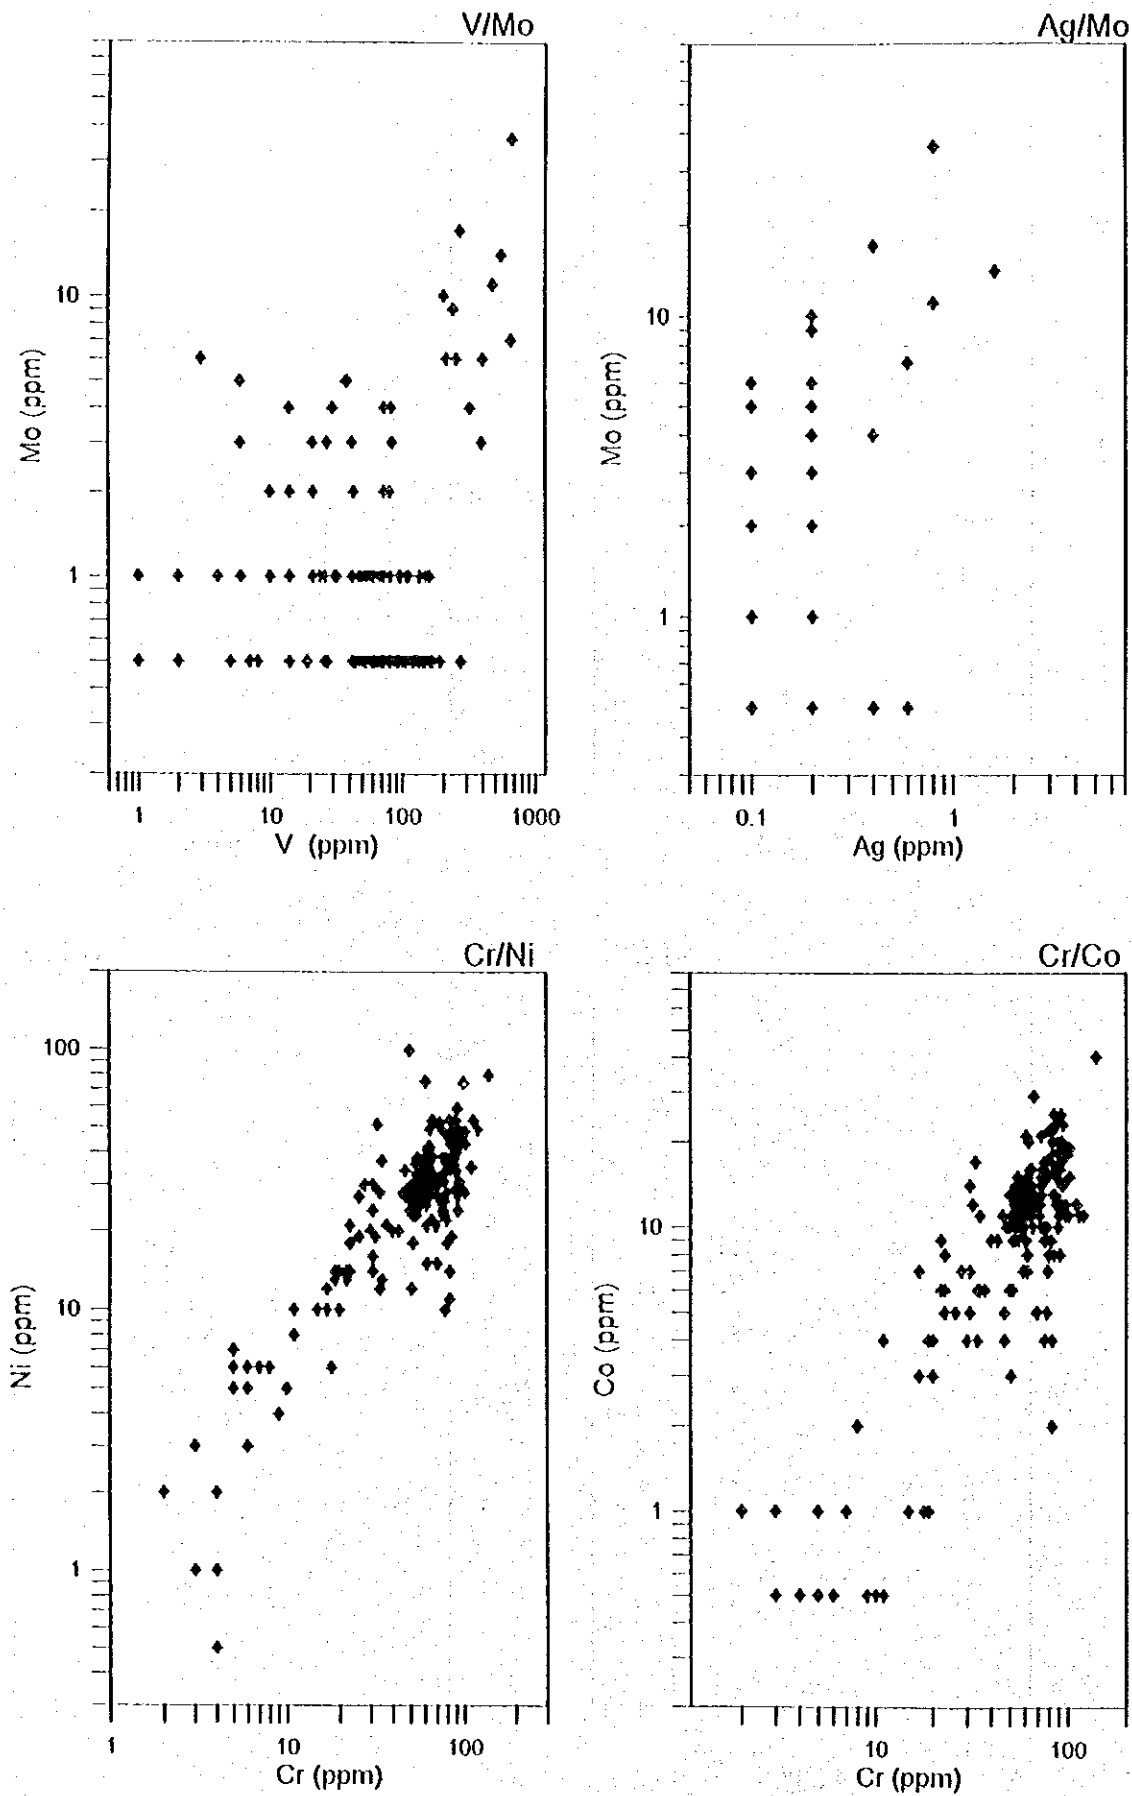 V/Mo
Mo (ppm)
10
1
1 10 100 1000
V (ppm)
Ag/Mo
Mo (ppm)
10
1
0.1 1
Ag (ppm)
Cr/Ni
Ni (ppm)
100
10
1
1 10 100
Cr (ppm)
Cr/Co
Co (ppm)
10
1
10 100
Cr (ppm)